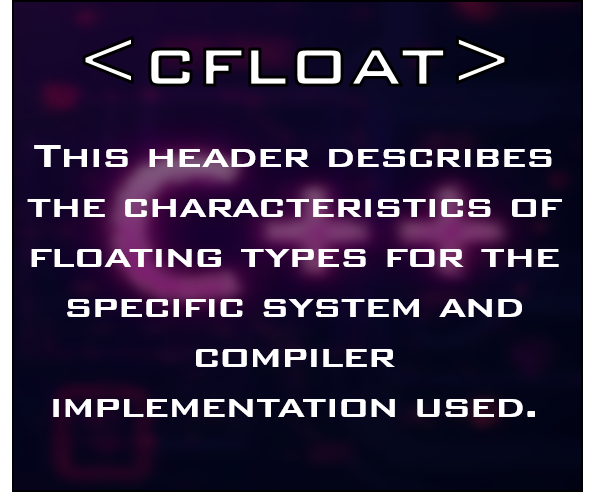 <CFLOAT>
THIS HEADER DESCRIBES
THE CHARACTERISTICS OF
FLOATING TYPES FOR THE
SPECIFIC SYSTEM AND
COMPILER
IMPLEMENTATION USED.
C++